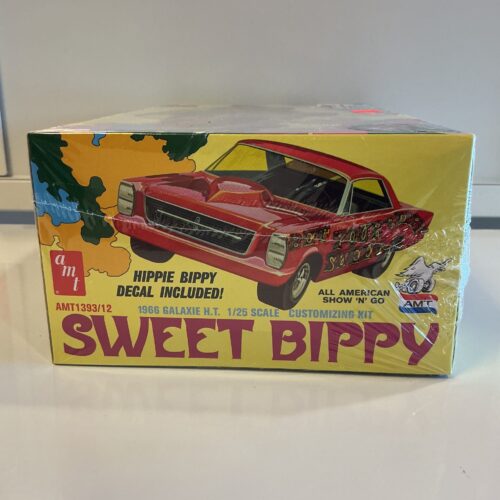 amt
HIPPIE BIPPY
DECAL INCLUDED!
ALL AMERICAN
SHOW 'N' GO
AMT
AMT1393/12
1966 GALAXIE H.T. 1/25 SCALE CUSTOMIZING KIT
SWEET BIPPY